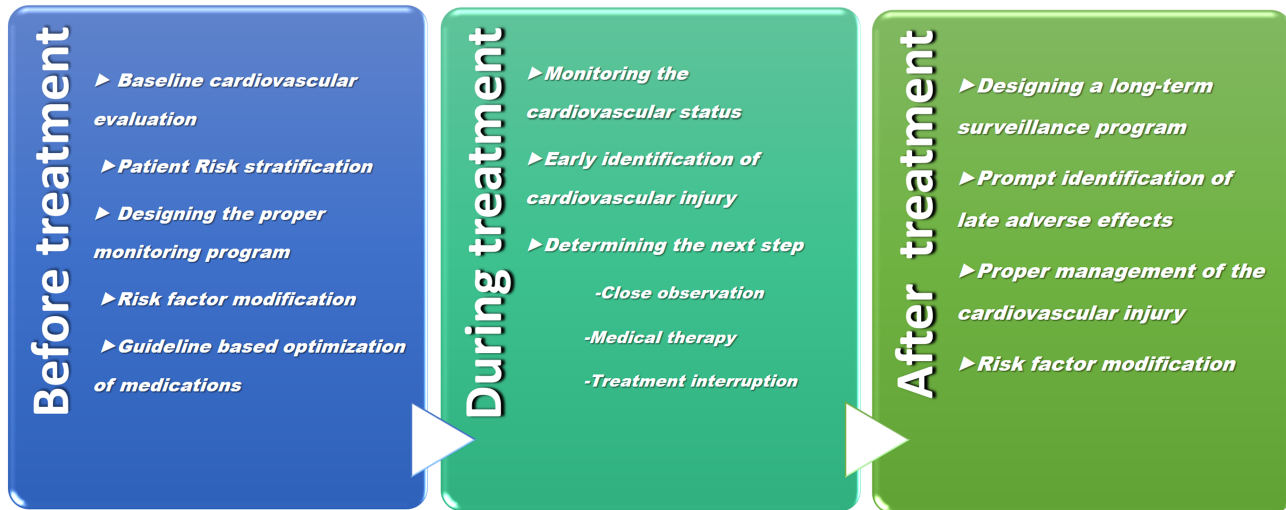 Before treatment
► Baseline cardiovascular
evaluation
►Patient Risk stratification
► Designing the proper
monitoring program
►Risk factor modification
►Guideline based optimization
of medications
During treatment
►Monitoring the
cardiovascular status
►Early identification of
cardiovascular injury
►Determining the next step
-Close observation
-Medical therapy
-Treatment interruption
After treatment
►Designing a long-term
surveillance program
►Prompt identification of
late adverse effects
►Proper management of the
cardiovascular injury
►Risk factor modification